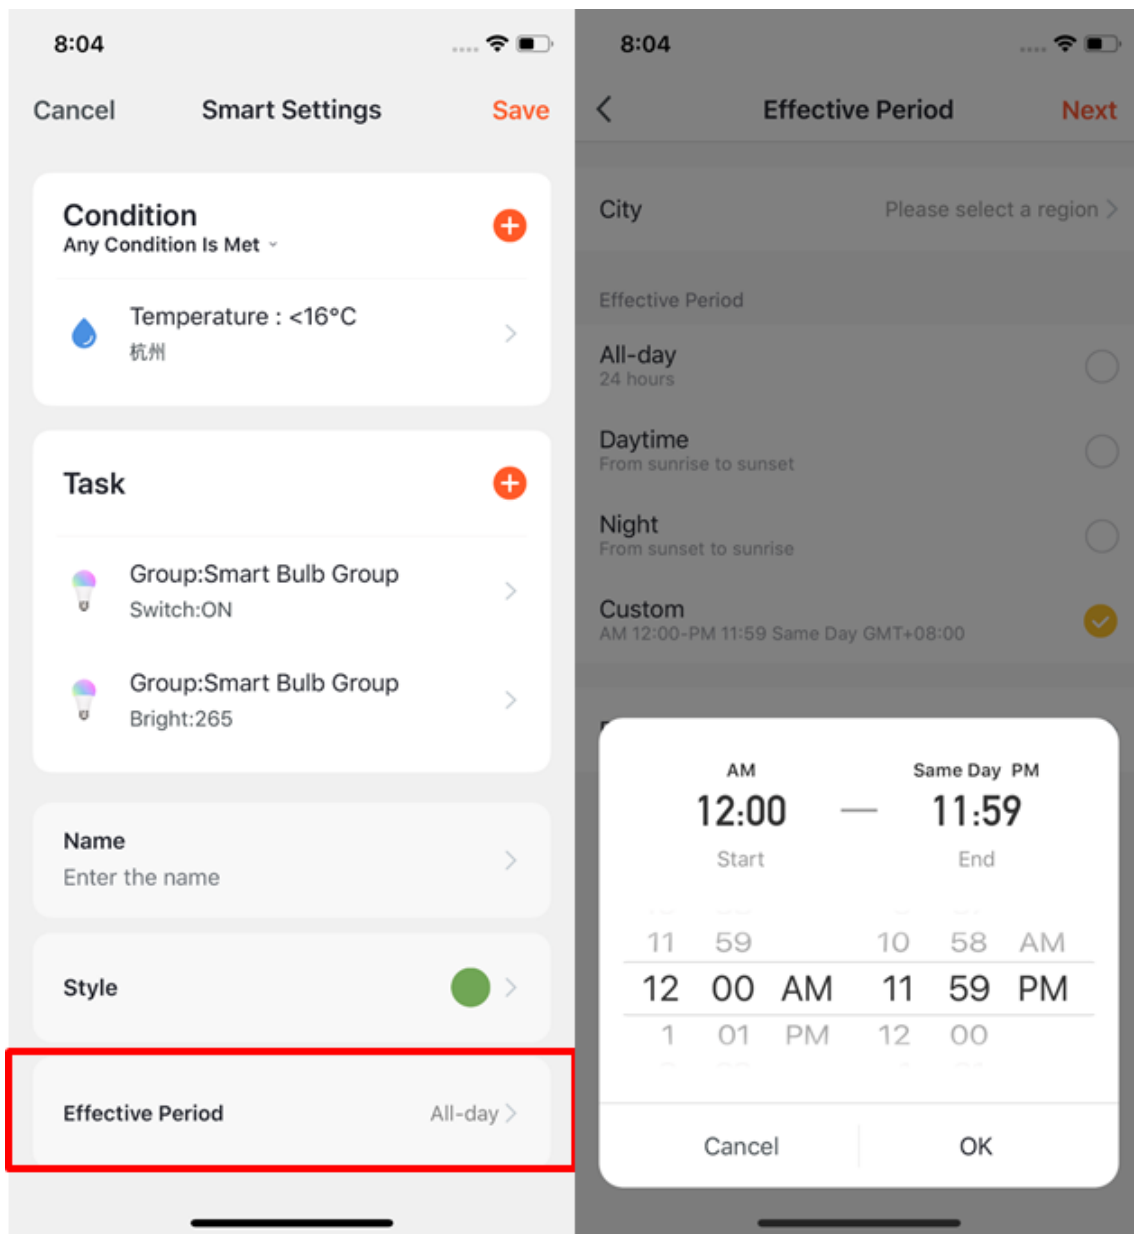 8:04
Cancel
Smart Settings
Save
Condition
Any Condition Is Met
Temperature : <16°C
杭州
Task
Group:Smart Bulb Group
Switch:ON
Group:Smart Bulb Group
Bright:265
Name
Enter the name
Style
Effective Period
All-day
8:04
Effective Period
Next
City
Please select a region
Effective Period
All-day
24 hours
Daytime
From sunrise to sunset
Night
From sunset to sunrise
Custom
AM 12:00-PM 11:59 Same Day GMT+08:00
AM
Same Day PM
12:00 — 11:59
Start
End
11 59 10 58 AM
12 00 AM 11 59 PM
1 01 PM 12 00
Cancel
OK